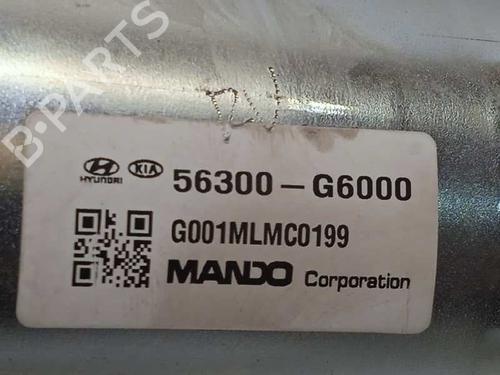 B-PARTS
HYUNDAI KIA 56300-G6000
G001MLMC0199
MANDO Corporation